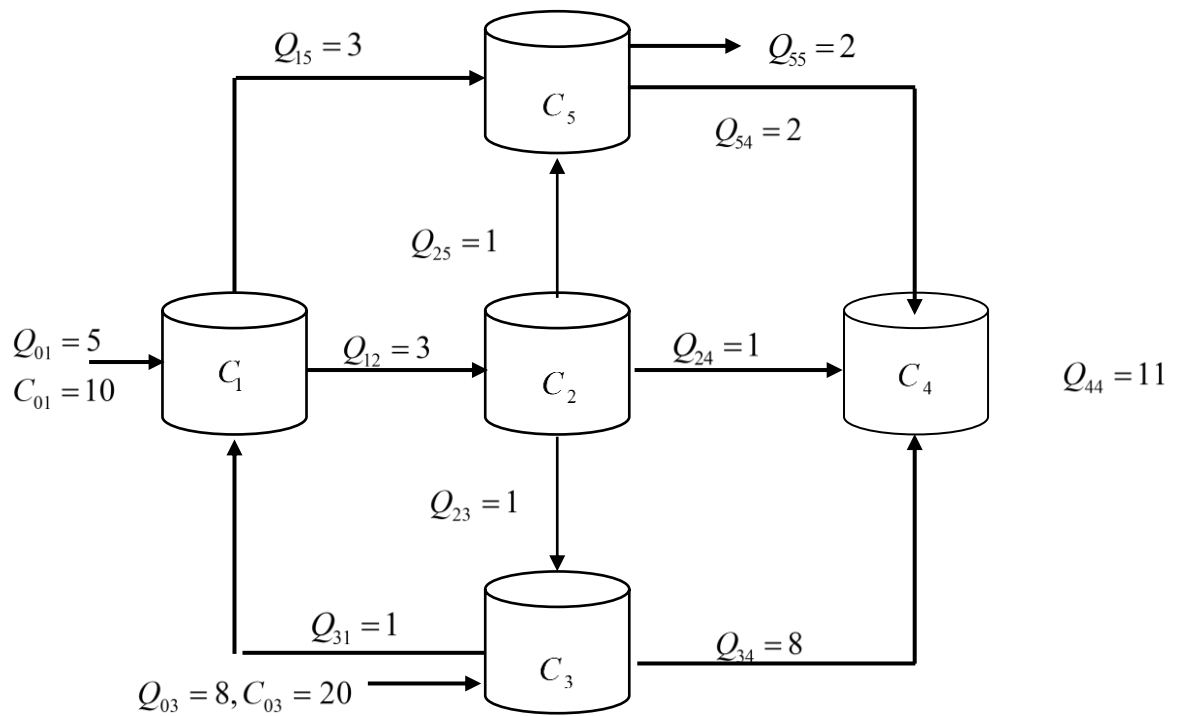 Q₁₅ = 3
Q₅₅ = 2
C₅
Q₅₄ = 2
Q₂₅ = 1
Q₀₁ = 5
C₀₁ = 10
C₁
Q₁₂ = 3
C₂
Q₂₄ = 1
C₄
Q₄₄ = 11
Q₂₃ = 1
Q₃₁ = 1
C₃
Q₃₄ = 8
Q₀₃ = 8, C₀₃ = 20